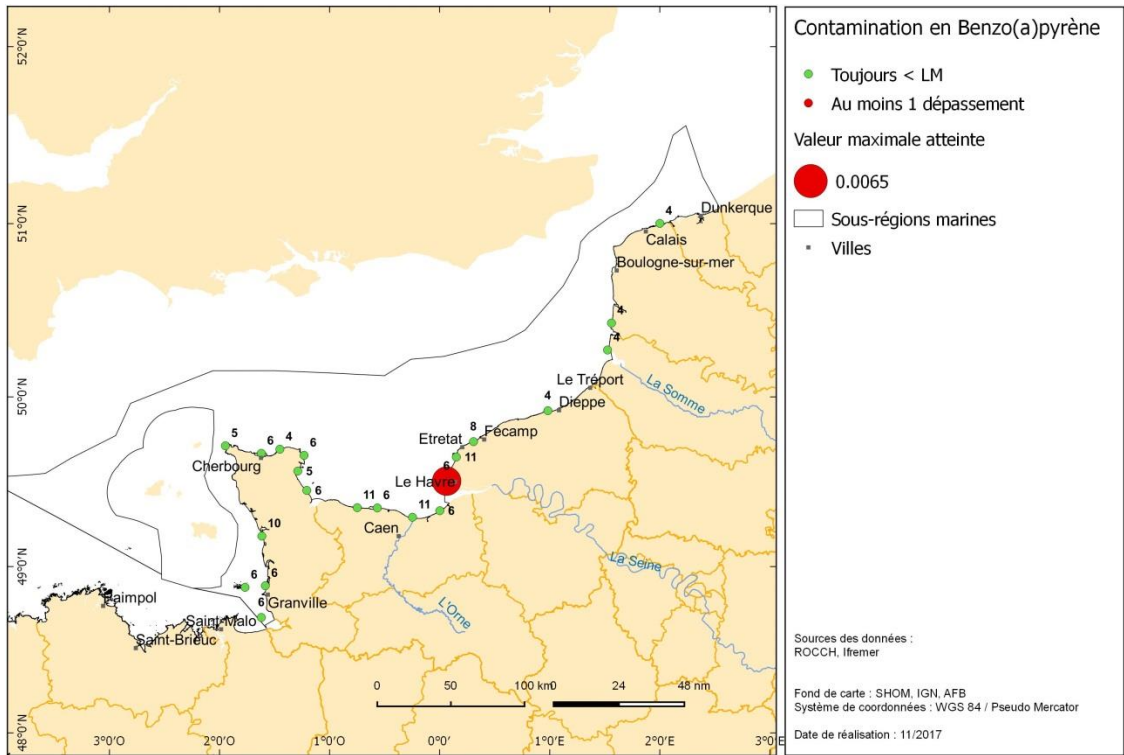 52°0'N
51°0'N
50°0'N
49°0'N
48°0'N
4
Dunkerque
Calais
Boulogne-sur-mer
4
4
Le Tréport
La Somme
4
Dieppe
8
Fécamp
Etretat
11
6
Le Havre
5
6
4
6
Cherbourg
5
6
11
6
11
6
Caen
La Seine
10
L'Orne
6
6
Granville
6
Paimpol
Saint-Malo
Saint-Brieuc
0
50
100 km
0
24
48 nm
3°0'O
2°0'O
1°0'O
0°0'
1°0'E
2°0'E
3°0'E
Contamination en Benzo(a)pyrène
Toujours < LM
Au moins 1 dépassement
Valeur maximale atteinte
0.0065
Sous-régions marines
Villes
Sources des données :
ROCCH, Ifremer
Fond de carte : SHOM, IGN, AFB
Système de coordonnées : WGS 84 / Pseudo Mercator
Date de réalisation : 11/2017